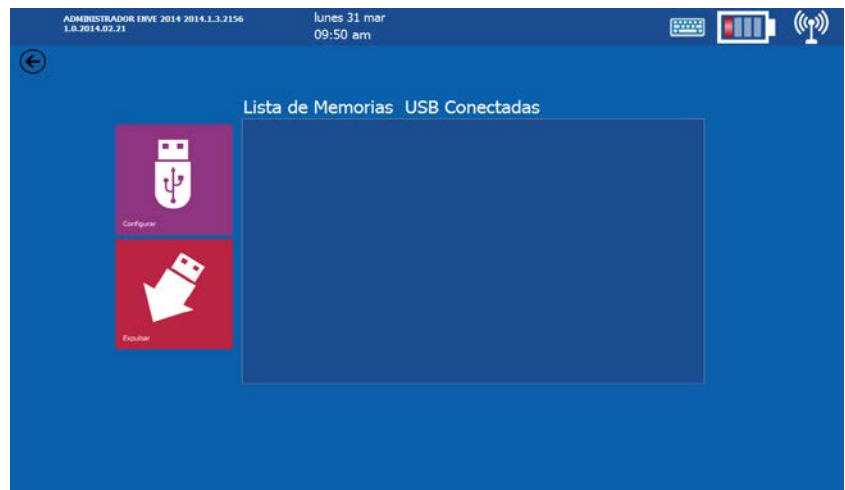 ADMINISTRADOR ENVE 2014 2014.1.3.2156
1.0.2014.02.21
lunes 31 mar
09:50 am
Lista de Memorias USB Conectadas
Configurar
Expulsar